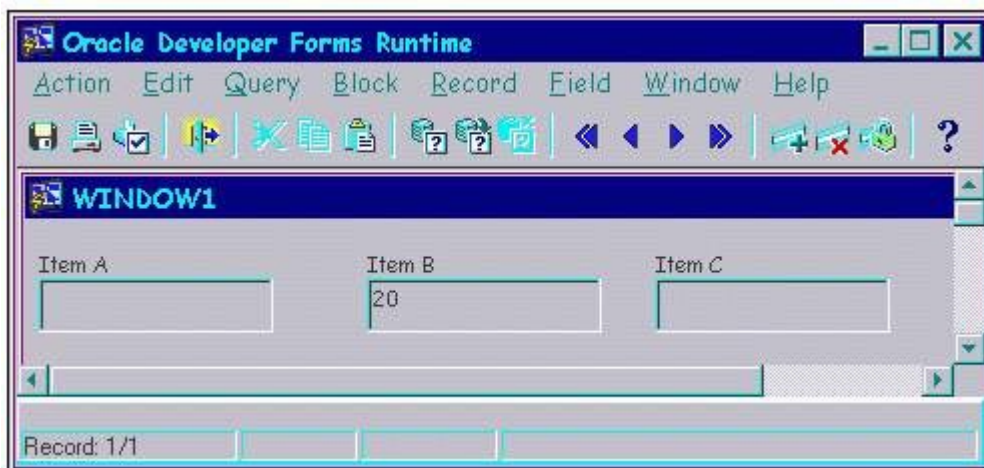 Oracle Developer Forms Runtime
Action Edit Query Block Record Field Window Help
WINDOW1
Item A Item B Item C
20
Record: 1/1